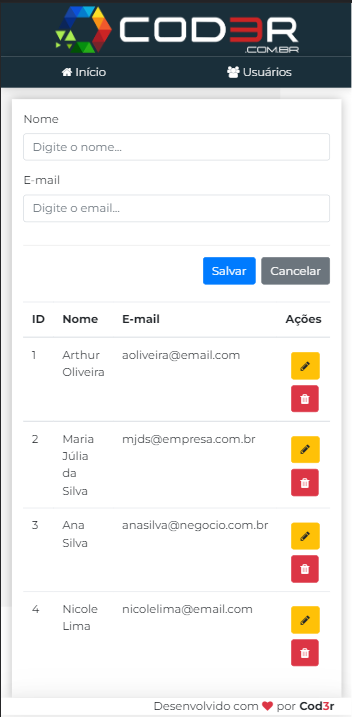 COD3R
.COM.BR
Início
Usuários
Nome
Digite o nome...
E-mail
Digite o email...
Salvar
Cancelar
ID Nome E-mail Ações
1 Arthur aoliveira@email.com
Oliveira
2 Maria mjds@empresa.com.br
Júlia
da
Silva
3 Ana anasilva@negocio.com.br
Silva
4 Nicole nicolelima@email.com
Lima
Desenvolvido com ❤ por Cod3r